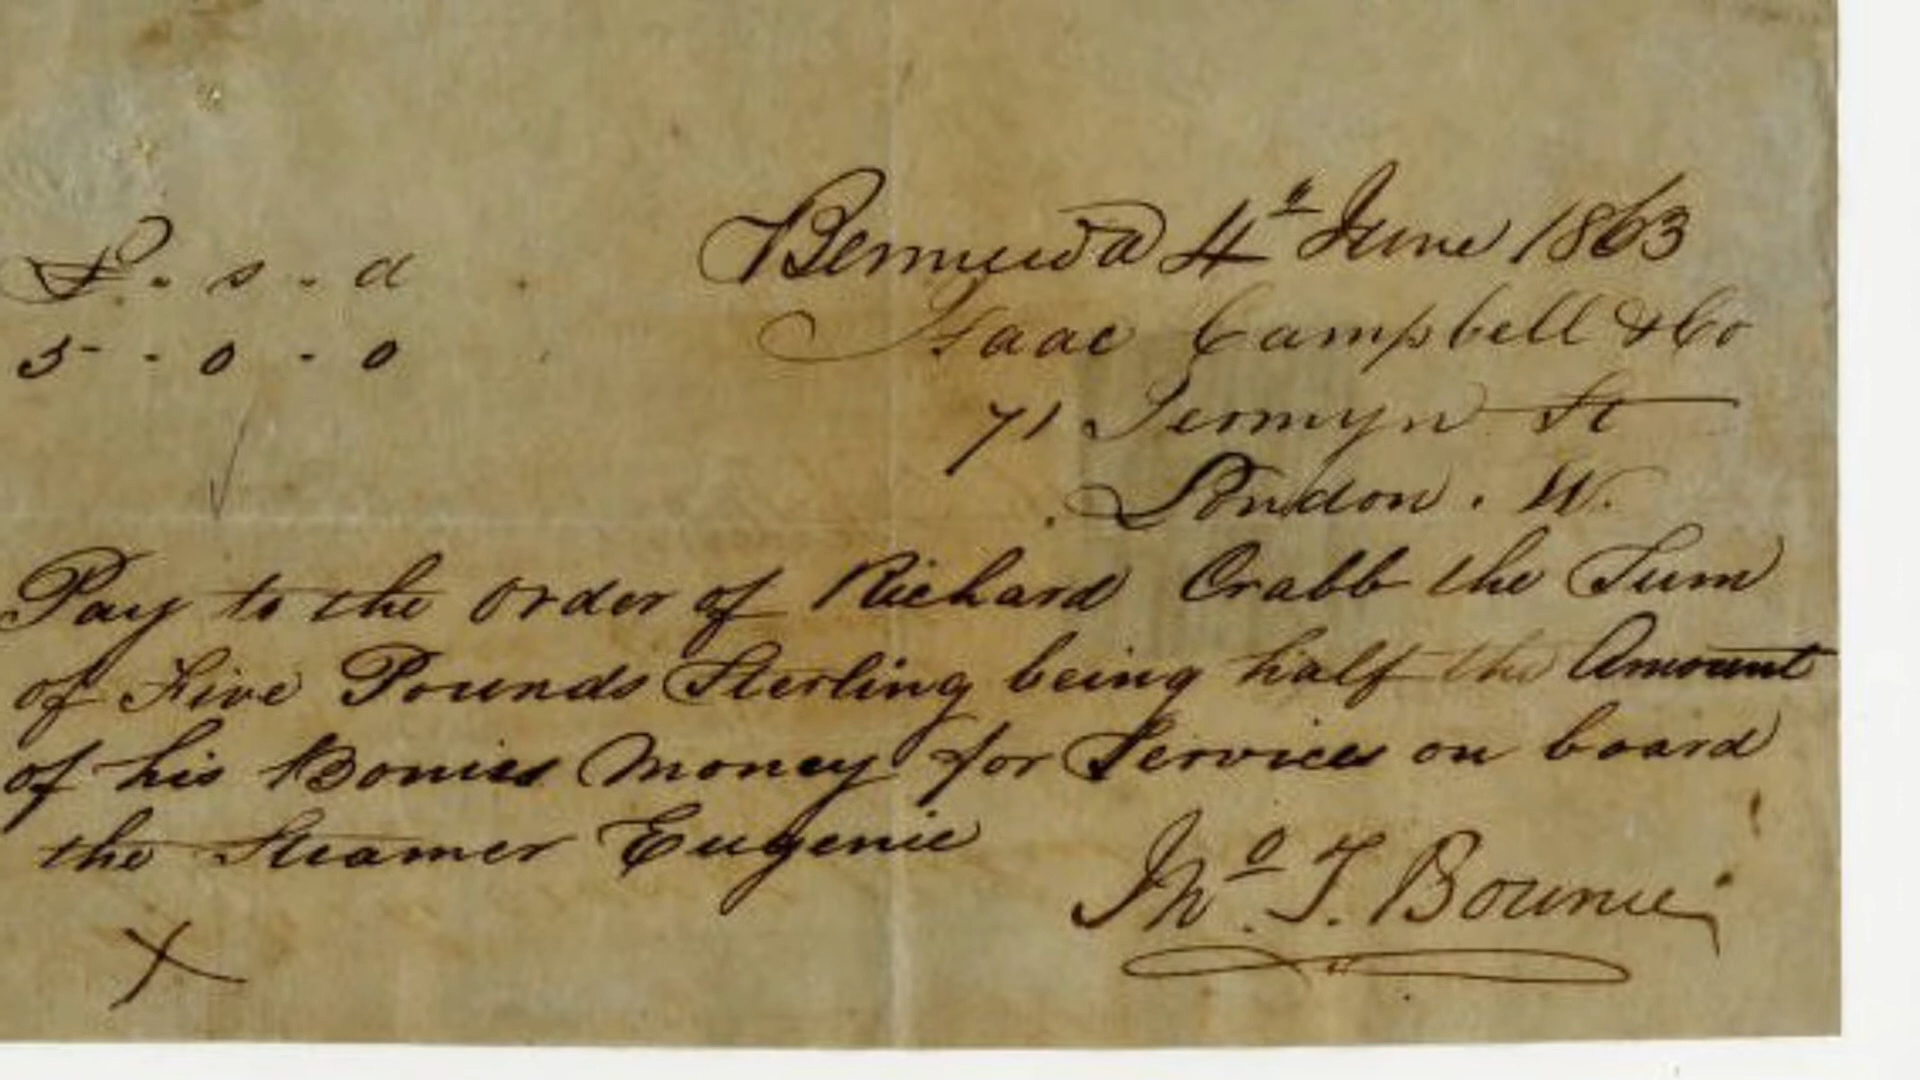 £ . s . d
5 - . 0 . 0
Bermuda 4th June 1863
Isaac Campbell & Co
71 Jermyn St
London . W.
Pay to the Order of Richard Crabb the Sum
of Five Pounds Sterling being half the Amount
of his Bonies Money for Services on board
the Steamer Eugenie
X
Jno. T. Bourne